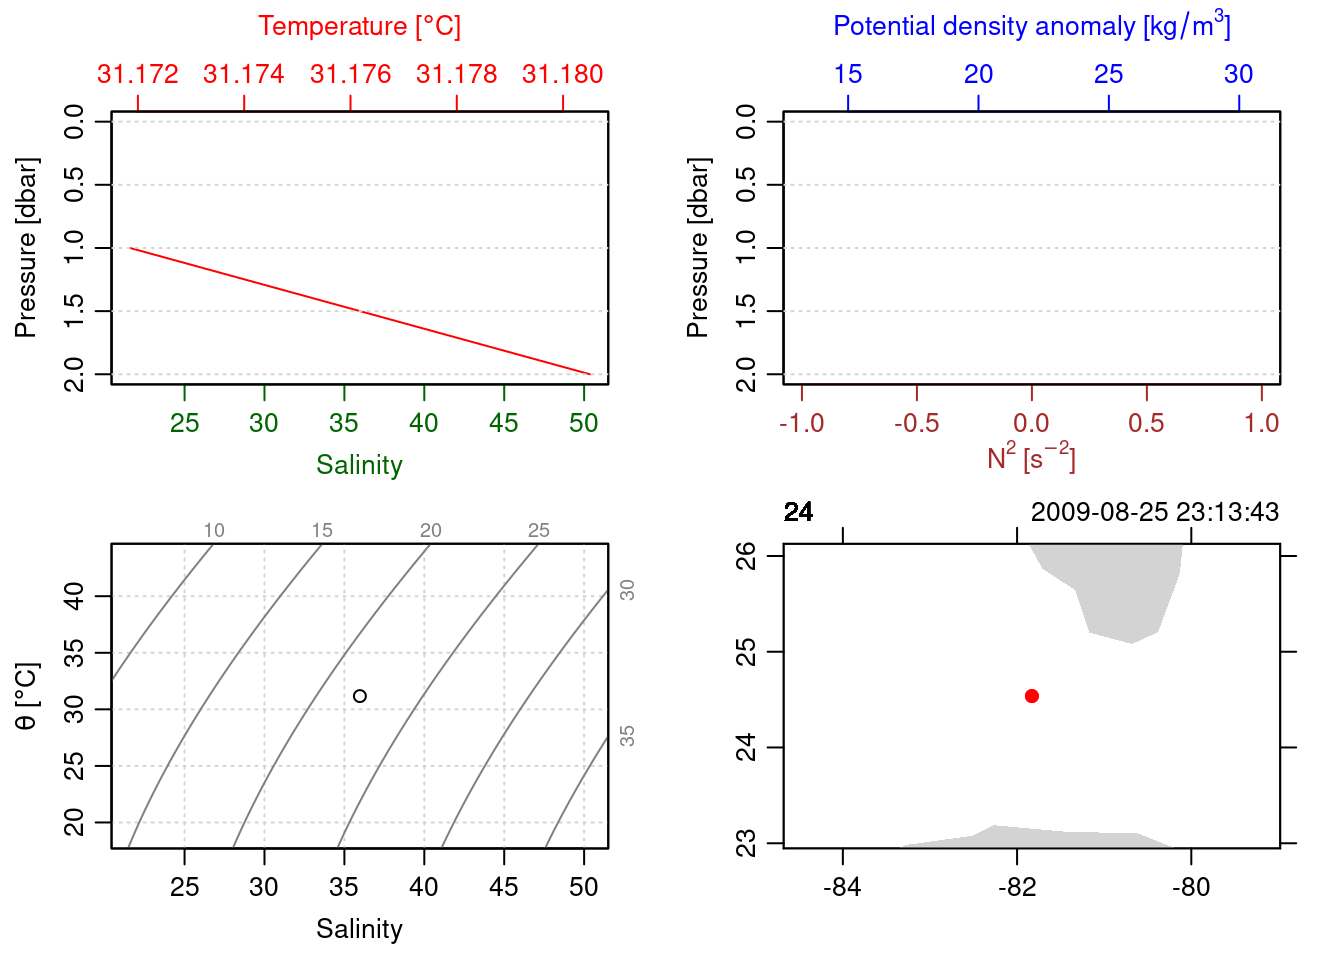 Temperature [°C]
31.172 31.174 31.176 31.178 31.180
Pressure [dbar]
0.0 0.5 1.0 1.5 2.0
25 30 35 40 45 50
Salinity
Potential density anomaly [kg/m³]
15 20 25 30
Pressure [dbar]
0.0 0.5 1.0 1.5 2.0
-1.0 -0.5 0.0 0.5 1.0
N² [s⁻²]
10 15 20 25
30
35
θ [°C]
40 35 30 25 20
25 30 35 40 45 50
Salinity
24 2009-08-25 23:13:43
26 25 24 23
-84 -82 -80